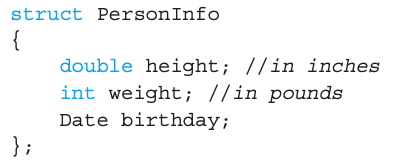 struct PersonInfo
{
    double height; //in inches
    int weight; //in pounds
    Date birthday;
};